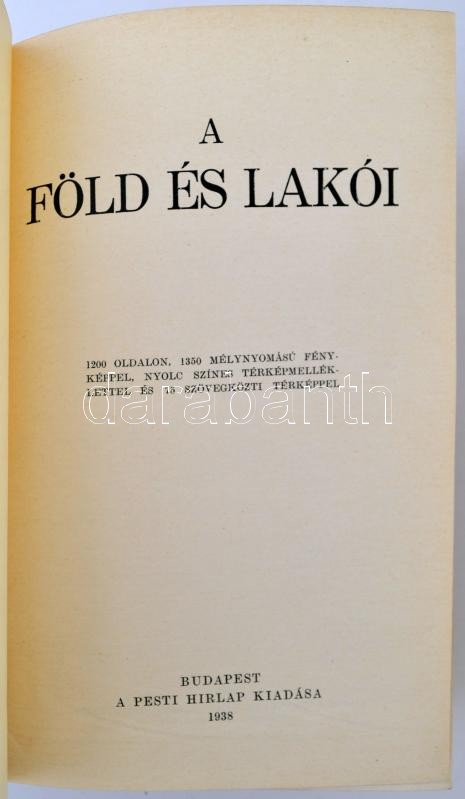 A
FÖLD ÉS LAKÓI
1200 OLDALON, 1350 MÉLYNYOMÁSÚ FÉNY-
KÉPPEL, NYOLC SZÍNES TÉRKÉPMELLÉK-
LETTEL ÉS 45 SZÖVEGKÖZTI TÉRKÉPPEL
darabanth
BUDAPEST
A PESTI HIRLAP KIADÁSA
1938